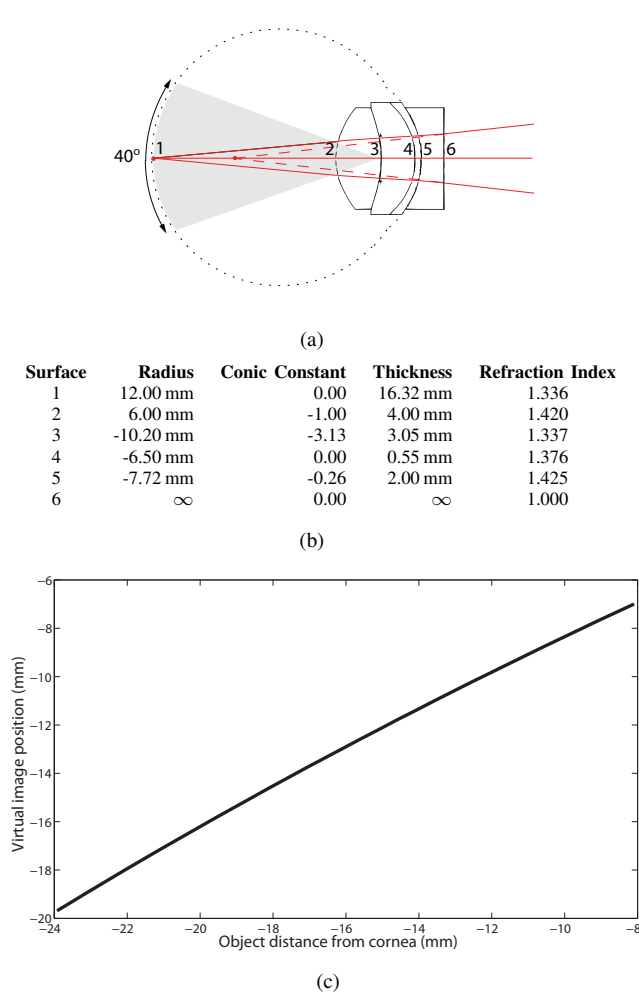 40°
1 2 3 4 5 6
(a)
Surface Radius Conic Constant Thickness Refraction Index
1 12.00 mm 0.00 16.32 mm 1.336
2 6.00 mm -1.00 4.00 mm 1.420
3 -10.20 mm -3.13 3.05 mm 1.337
4 -6.50 mm 0.00 0.55 mm 1.376
5 -7.72 mm -0.26 2.00 mm 1.425
6 ∞ 0.00 ∞ 1.000
(b)
Virtual image position (mm)
−6
−8
−10
−12
−14
−16
−18
−20
−24 −22 −20 −18 −16 −14 −12 −10 −8
Object distance from cornea (mm)
(c)